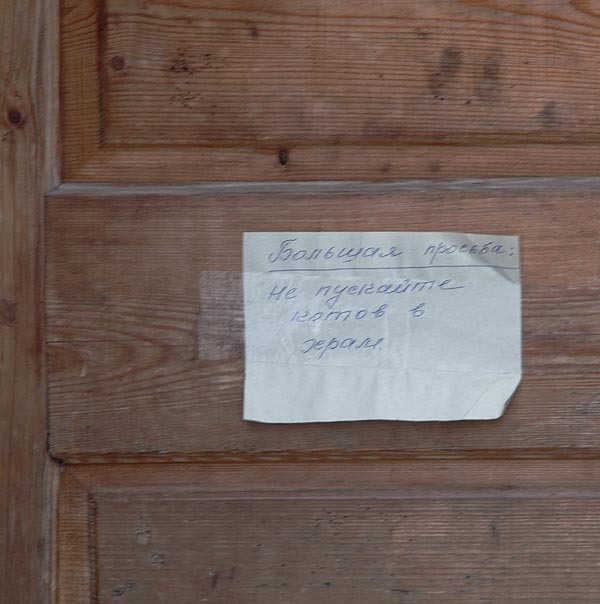 Большая просьба:
не пускайте
котов в
храм